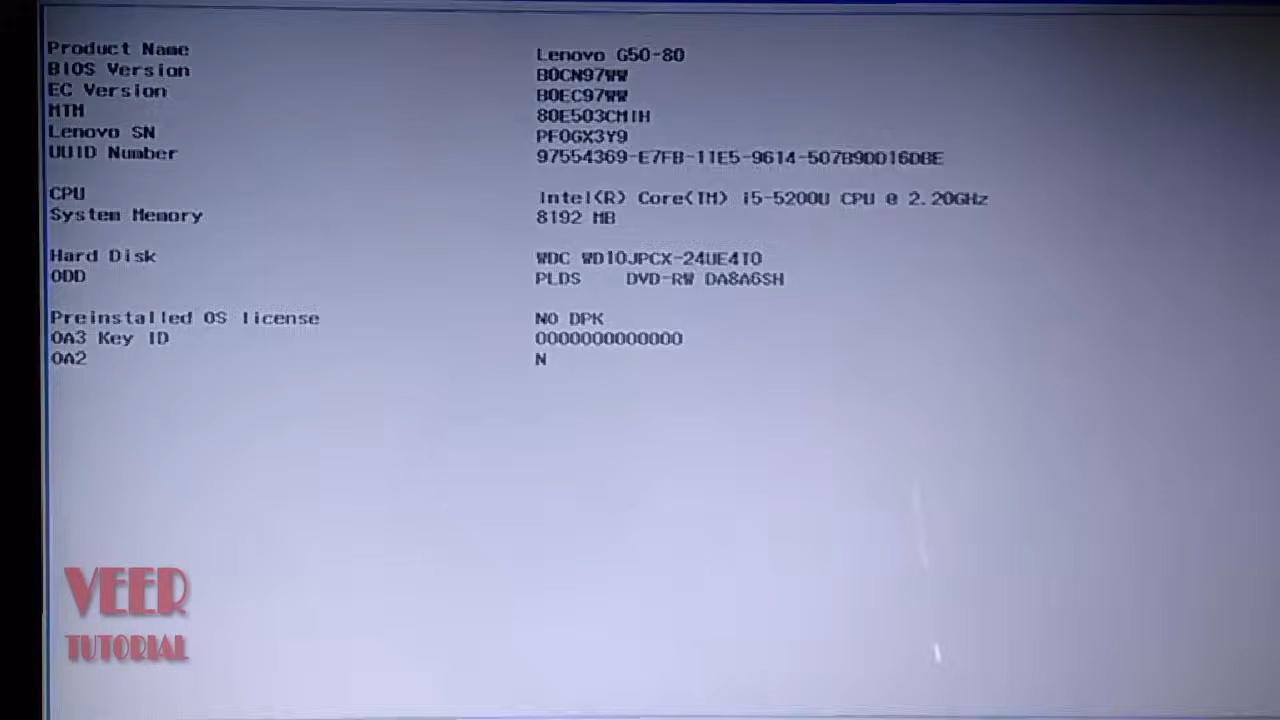 Product Name Lenovo G50-80
BIOS Version B0CN97WW
EC Version B0EC97WW
MTM 80E503CMIH
Lenovo SN PF0GX3Y9
UUID Number 97554369-E7FB-11E5-9614-507B9DD16DBE
CPU Intel(R) Core(TM) i5-5200U CPU @ 2.20GHz
System Memory 8192 MB
Hard Disk WDC WD10JPCX-24UE4T0
ODD PLDS DVD-RW DA8A6SH
Preinstalled OS license NO DPK
OA3 Key ID 0000000000000
OA2 N
VEER
TUTORIAL